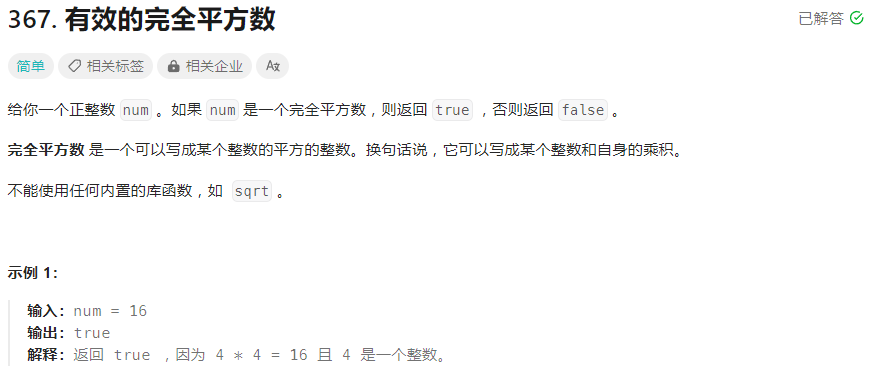 367. 有效的完全平方数
已解答
简单 相关标签 相关企业 A文
给你一个正整数 num 。如果 num 是一个完全平方数，则返回 true ，否则返回 false 。
完全平方数 是一个可以写成某个整数的平方的整数。换句话说，它可以写成某个整数和自身的乘积。
不能使用任何内置的库函数，如 sqrt 。
示例 1：
输入：num = 16
输出：true
解释：返回 true ，因为 4 * 4 = 16 且 4 是一个整数。